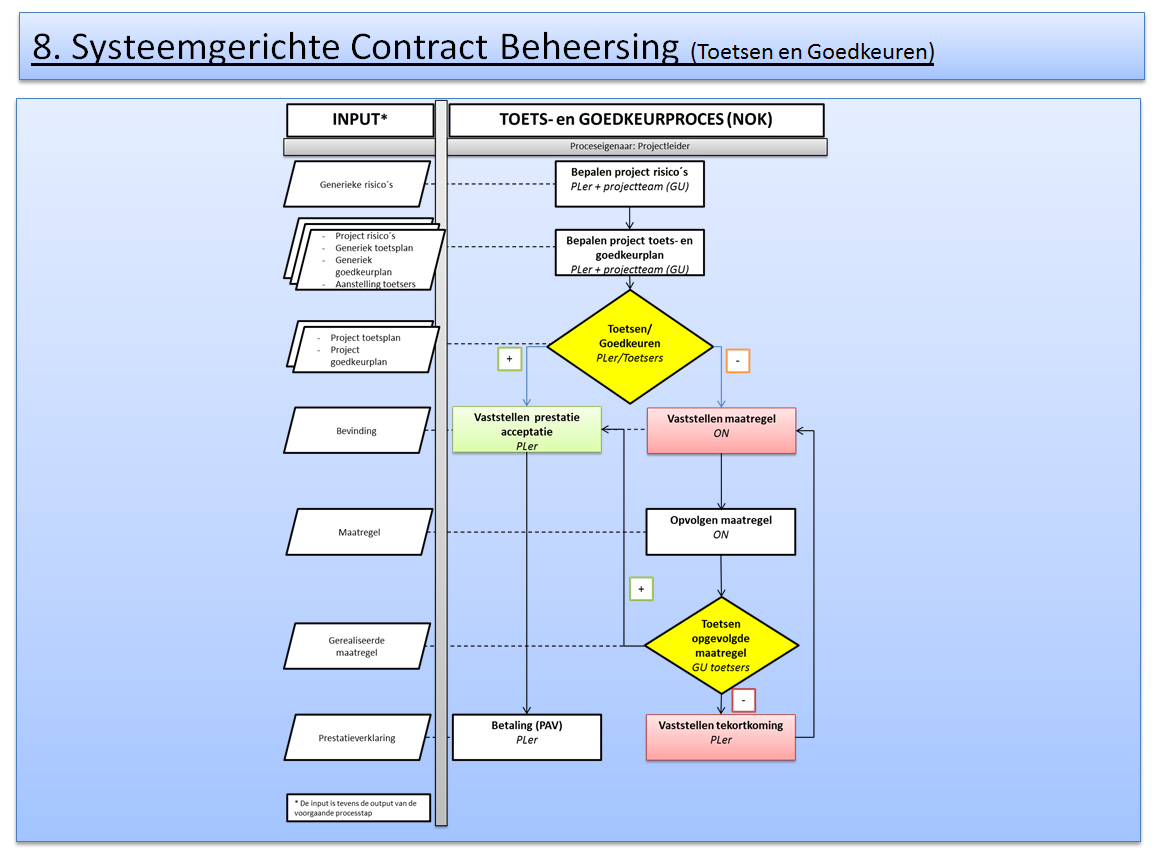 8. Systeemgerichte Contract Beheersing (Toetsen en Goedkeuren)
INPUT*
TOETS- en GOEDKEURPROCES (NOK)
Proceseigenaar: Projectleider
Generieke risico´s
Bepalen project risico´s
PLer + projectteam (GU)
- Project risico's
- Generiek toetsplan
- Generiek
goedkeurplan
- Aanstelling toetsers
Bepalen project toets- en
goedkeurplan
PLer + projectteam (GU)
- Project toetsplan
- Project
goedkeurplan
Toetsen/
Goedkeuren
PLer/Toetsers
+
-
Bevinding
Vaststellen prestatie
acceptatie
PLer
Vaststellen maatregel
ON
Maatregel
Opvolgen maatregel
ON
+
Gerealiseerde
maatregel
Toetsen
opgevolgde
maatregel
GU toetsers
-
Prestatieverklaring
Betaling (PAV)
PLer
Vaststellen tekortkoming
PLer
* De input is tevens de output van de
voorgaande processtap